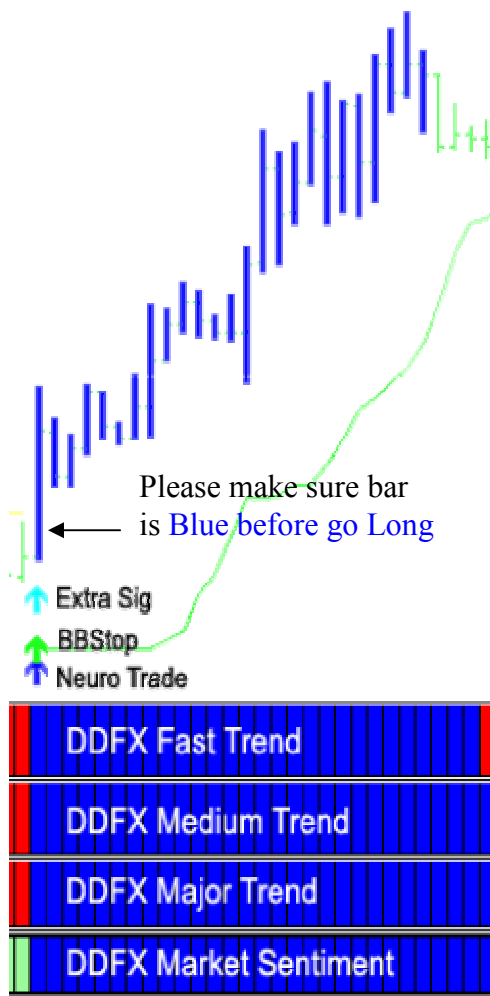 Please make sure bar
is Blue before go Long
Extra Sig
BBStop
Neuro Trade
DDFX Fast Trend
DDFX Medium Trend
DDFX Major Trend
DDFX Market Sentiment